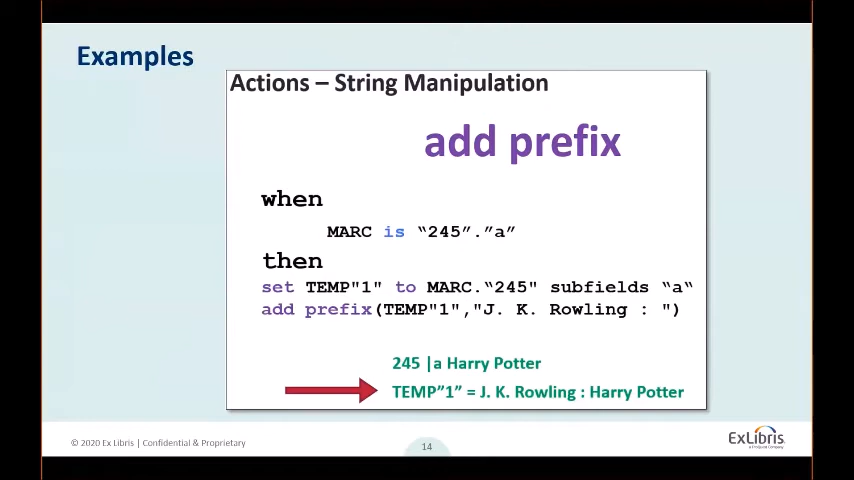 Examples
Actions – String Manipulation
add prefix
when
MARC is “245”.”a”
then
set TEMP"1" to MARC.“245" subfields “a“
add prefix(TEMP"1","J. K. Rowling : ")
245 |a Harry Potter
TEMP”1” = J. K. Rowling : Harry Potter
© 2020 Ex Libris | Confidential & Proprietary
14
ExLibris
a ProQuest Company